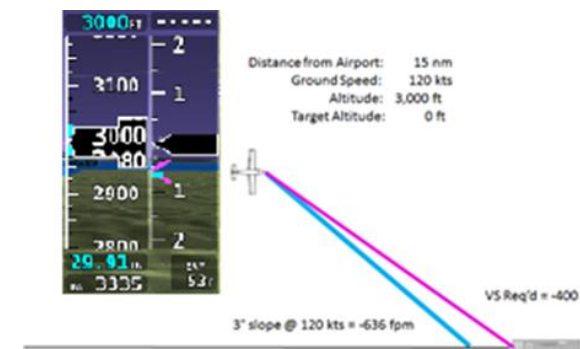 3000FT -----
2
3100
1
3000
80
2900
1
2800
2
29.91 IN
3335
Distance from Airport: 15 nm
Ground Speed: 120 kts
Altitude: 3,000 ft
Target Altitude: 0 ft
VS Req'd = -400
3° slope @ 120 kts = -636 fpm